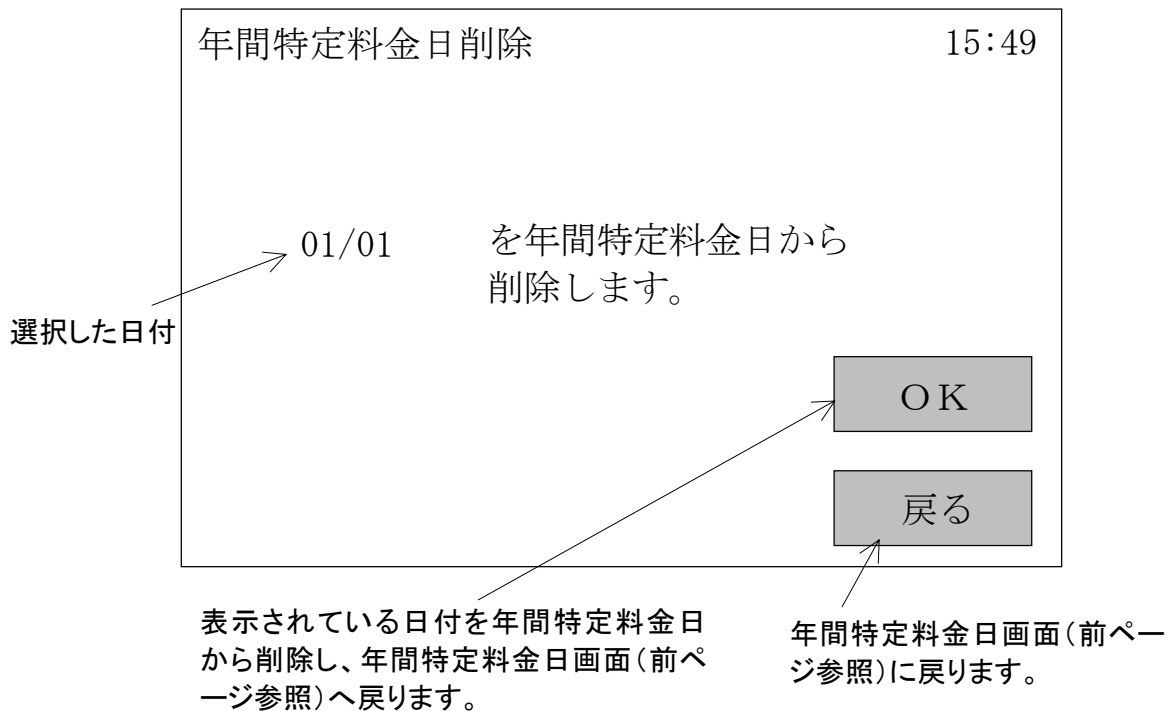 年間特定料金日削除
15:49
01/01
を年間特定料金日から
削除します。
選択した日付
OK
戻る
表示されている日付を年間特定料金日
から削除し、年間特定料金日画面(前ペ
ージ参照)へ戻ります。
年間特定料金日画面(前ペー
ジ参照)に戻ります。